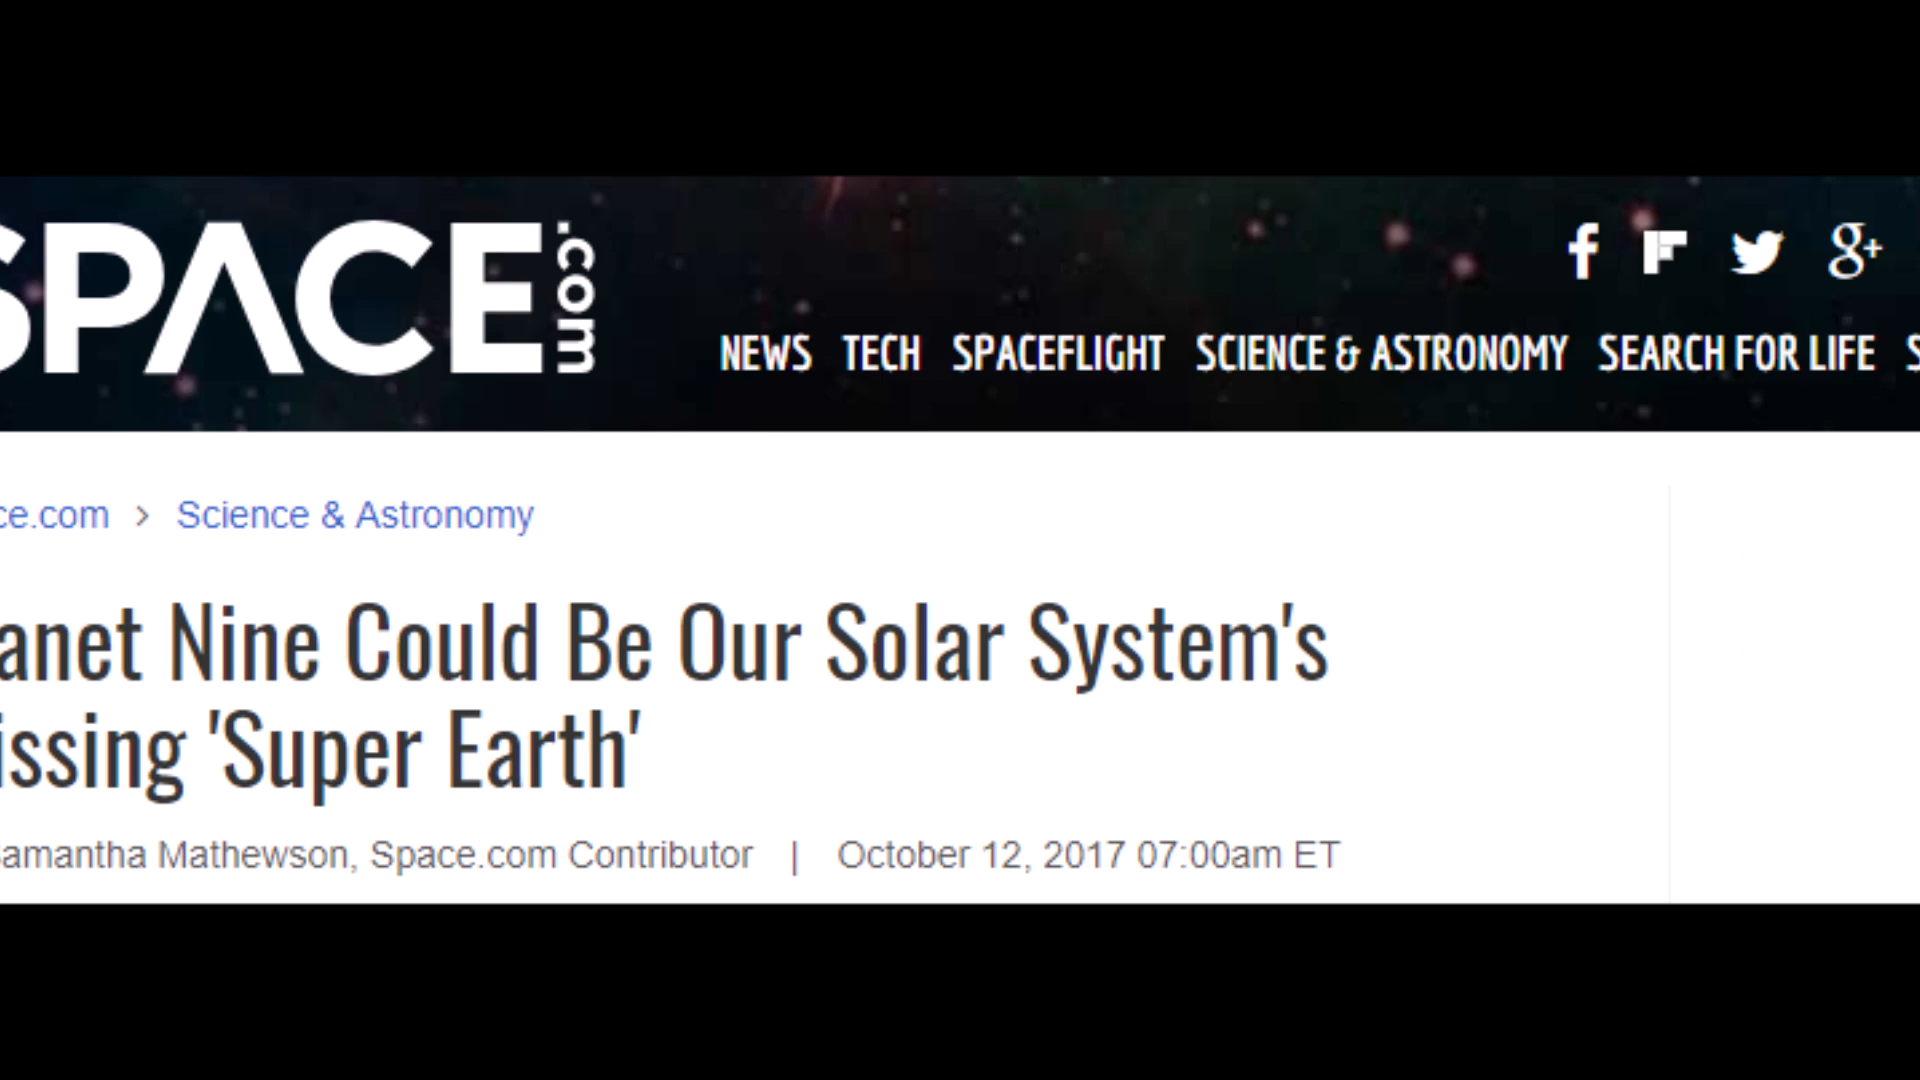 SPACE.com
NEWS TECH SPACEFLIGHT SCIENCE & ASTRONOMY SEARCH FOR LIFE S
ce.com > Science & Astronomy
anet Nine Could Be Our Solar System's
issing 'Super Earth'
amantha Mathewson, Space.com Contributor | October 12, 2017 07:00am ET